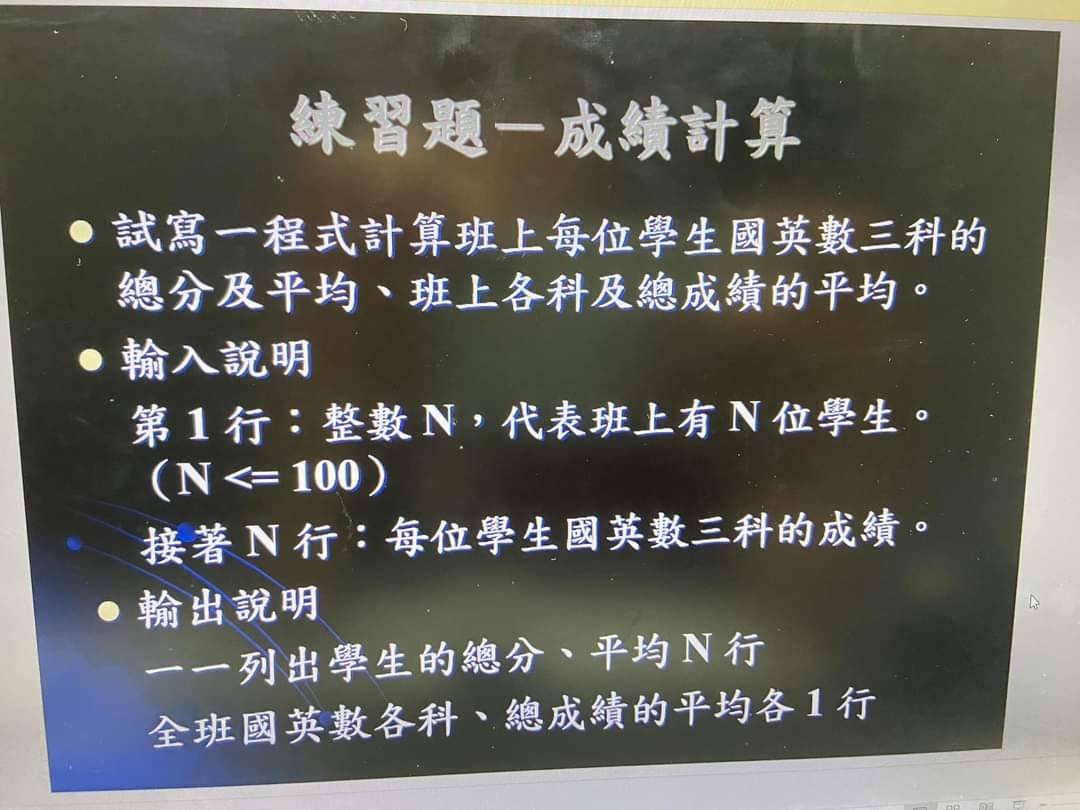 練習題－成績計算
試寫一程式計算班上每位學生國英數三科的
總分及平均、班上各科及總成績的平均。
輸入說明
第 1 行：整數 N，代表班上有 N 位學生。
（N <= 100）
接著 N 行：每位學生國英數三科的成績。
輸出說明
一一列出學生的總分、平均 N 行
全班國英數各科、總成績的平均各 1 行